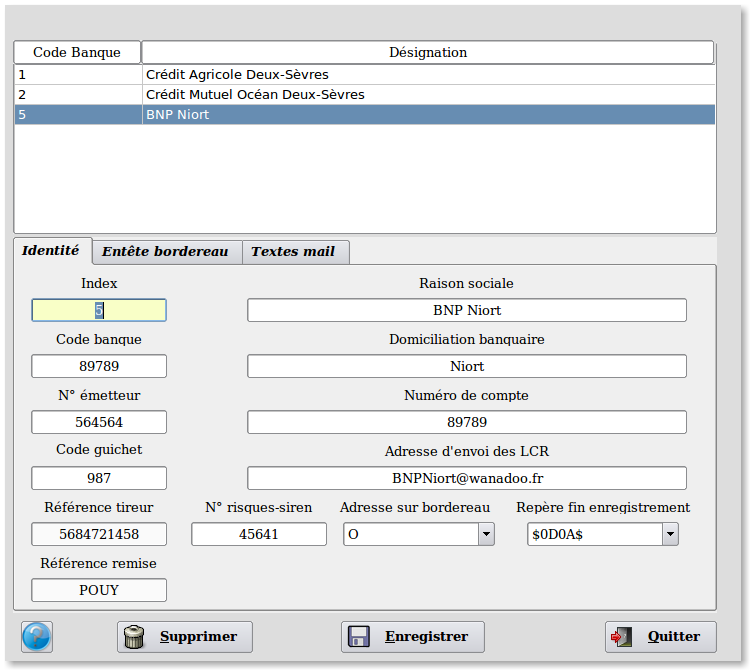 Code Banque Désignation
1 Crédit Agricole Deux-Sèvres
2 Crédit Mutuel Océan Deux-Sèvres
5 BNP Niort
Identité Entête bordereau Textes mail
Index Raison sociale
5 BNP Niort
Code banque Domiciliation banquaire
89789 Niort
N° émetteur Numéro de compte
564564 89789
Code guichet Adresse d'envoi des LCR
987 BNPNiort@wanadoo.fr
Référence tireur N° risques-siren Adresse sur bordereau Repère fin enregistrement
5684721458 45641 O $0D0A$
Référence remise
POUY
? Supprimer Enregistrer Quitter